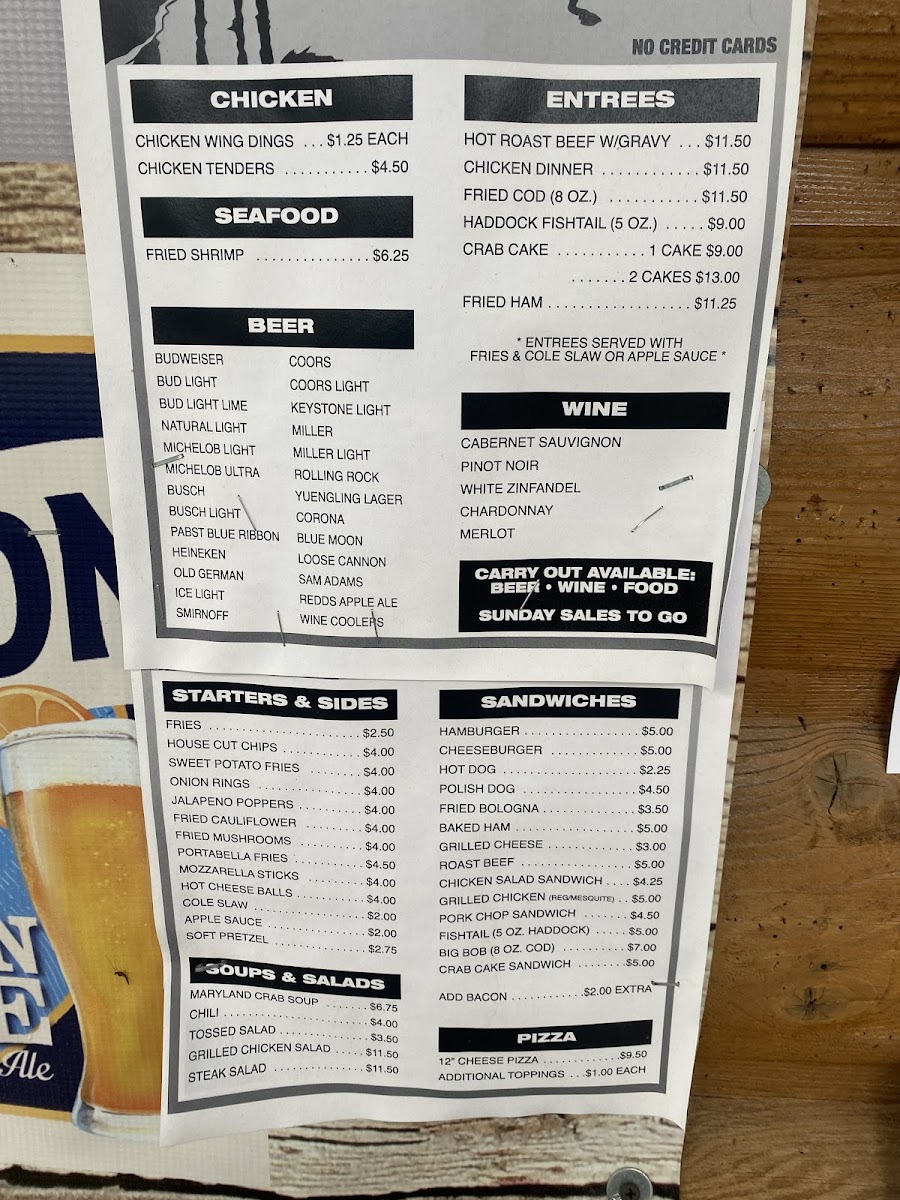 NO CREDIT CARDS
CHICKEN
CHICKEN WING DINGS ... $1.25 EACH
CHICKEN TENDERS ........... $4.50
SEAFOOD
FRIED SHRIMP ............... $6.25
BEER
BUDWEISER
BUD LIGHT
BUD LIGHT LIME
NATURAL LIGHT
MICHELOB LIGHT
MICHELOB ULTRA
BUSCH
BUSCH LIGHT
PABST BLUE RIBBON
HEINEKEN
OLD GERMAN
ICE LIGHT
SMIRNOFF
COORS
COORS LIGHT
KEYSTONE LIGHT
MILLER
MILLER LIGHT
ROLLING ROCK
YUENGLING LAGER
CORONA
BLUE MOON
LOOSE CANNON
SAM ADAMS
REDDS APPLE ALE
WINE COOLERS
ENTREES
HOT ROAST BEEF W/GRAVY ... $11.50
CHICKEN DINNER ............ $11.50
FRIED COD (8 OZ.) ........... $11.50
HADDOCK FISHTAIL (5 OZ.) ..... $9.00
CRAB CAKE ........... 1 CAKE $9.00
....... 2 CAKES $13.00
FRIED HAM .................. $11.25
* ENTREES SERVED WITH
FRIES & COLE SLAW OR APPLE SAUCE *
WINE
CABERNET SAUVIGNON
PINOT NOIR
WHITE ZINFANDEL
CHARDONNAY
MERLOT
CARRY OUT AVAILABLE:
BEER • WINE • FOOD
SUNDAY SALES TO GO
STARTERS & SIDES
FRIES ...................... $2.50
HOUSE CUT CHIPS ........... $4.00
SWEET POTATO FRIES ....... $4.00
ONION RINGS ............... $4.00
JALAPENO POPPERS ......... $4.00
FRIED CAULIFLOWER ........ $4.00
FRIED MUSHROOMS ......... $4.00
PORTABELLA FRIES .......... $4.50
MOZZARELLA STICKS ........ $4.00
HOT CHEESE BALLS .......... $4.00
COLE SLAW ................. $2.00
APPLE SAUCE ............... $2.00
SOFT PRETZEL .............. $2.75
SOUPS & SALADS
MARYLAND CRAB SOUP ...... $6.75
CHILI ...................... $4.00
TOSSED SALAD .............. $3.50
GRILLED CHICKEN SALAD ..... $11.50
STEAK SALAD ............... $11.50
SANDWICHES
HAMBURGER ................. $5.00
CHEESEBURGER .............. $5.00
HOT DOG .................... $2.25
POLISH DOG ................. $4.50
FRIED BOLOGNA .............. $3.50
BAKED HAM .................. $5.00
GRILLED CHEESE ............. $3.00
ROAST BEEF ................. $5.00
CHICKEN SALAD SANDWICH .... $4.25
GRILLED CHICKEN (REG/MESQUITE) .. $5.00
PORK CHOP SANDWICH ....... $4.50
FISHTAIL (5 OZ. HADDOCK) ..... $5.00
BIG BOB (8 OZ. COD) .......... $7.00
CRAB CAKE SANDWICH ........ $5.00
ADD BACON ........... $2.00 EXTRA
PIZZA
12" CHEESE PIZZA ............ $9.50
ADDITIONAL TOPPINGS ... $1.00 EACH
ON
N
E
Ale